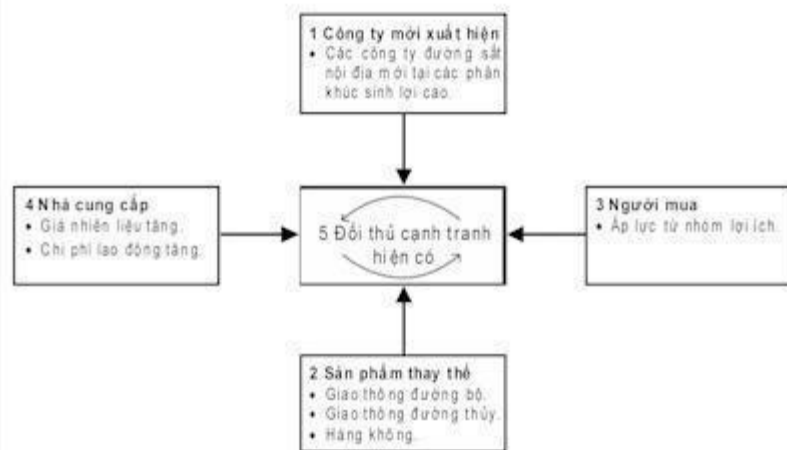 1 Công ty mới xuất hiện
• Các công ty đường sắt
nội địa mới tại các phân
khúc sinh lợi cao.
4 Nhà cung cấp
• Giá nhiên liệu tăng.
• Chi phí lao động tăng.
5 Đối thủ cạnh tranh
hiện có
3 Người mua
• Áp lực từ nhóm lợi ích.
2 Sản phẩm thay thế
• Giao thông đường bộ.
• Giao thông đường thủy.
• Hàng không.